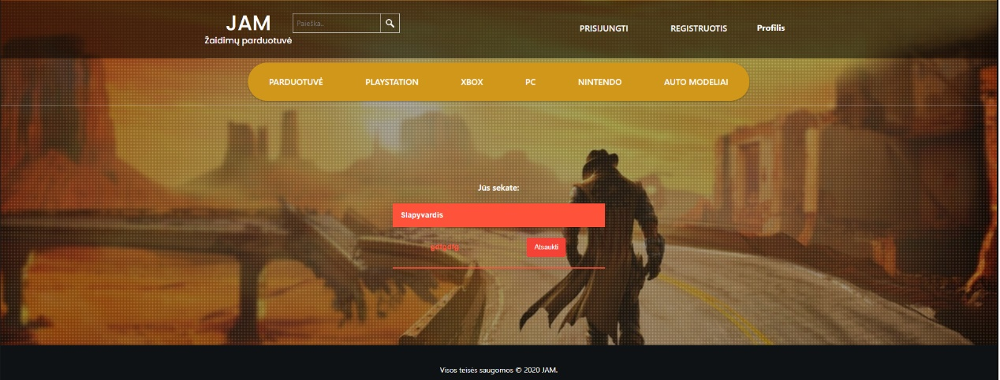 JAM
Žaidimų parduotuvė
Paieška..
PRISIJUNGTI REGISTRUOTIS Profilis
PARDUOTUVĖ PLAYSTATION XBOX PC NINTENDO AUTO MODELIAI
Jūs sekate:
Slapyvardis
Atsaukti
Visos teisės saugomos © 2020 JAM.